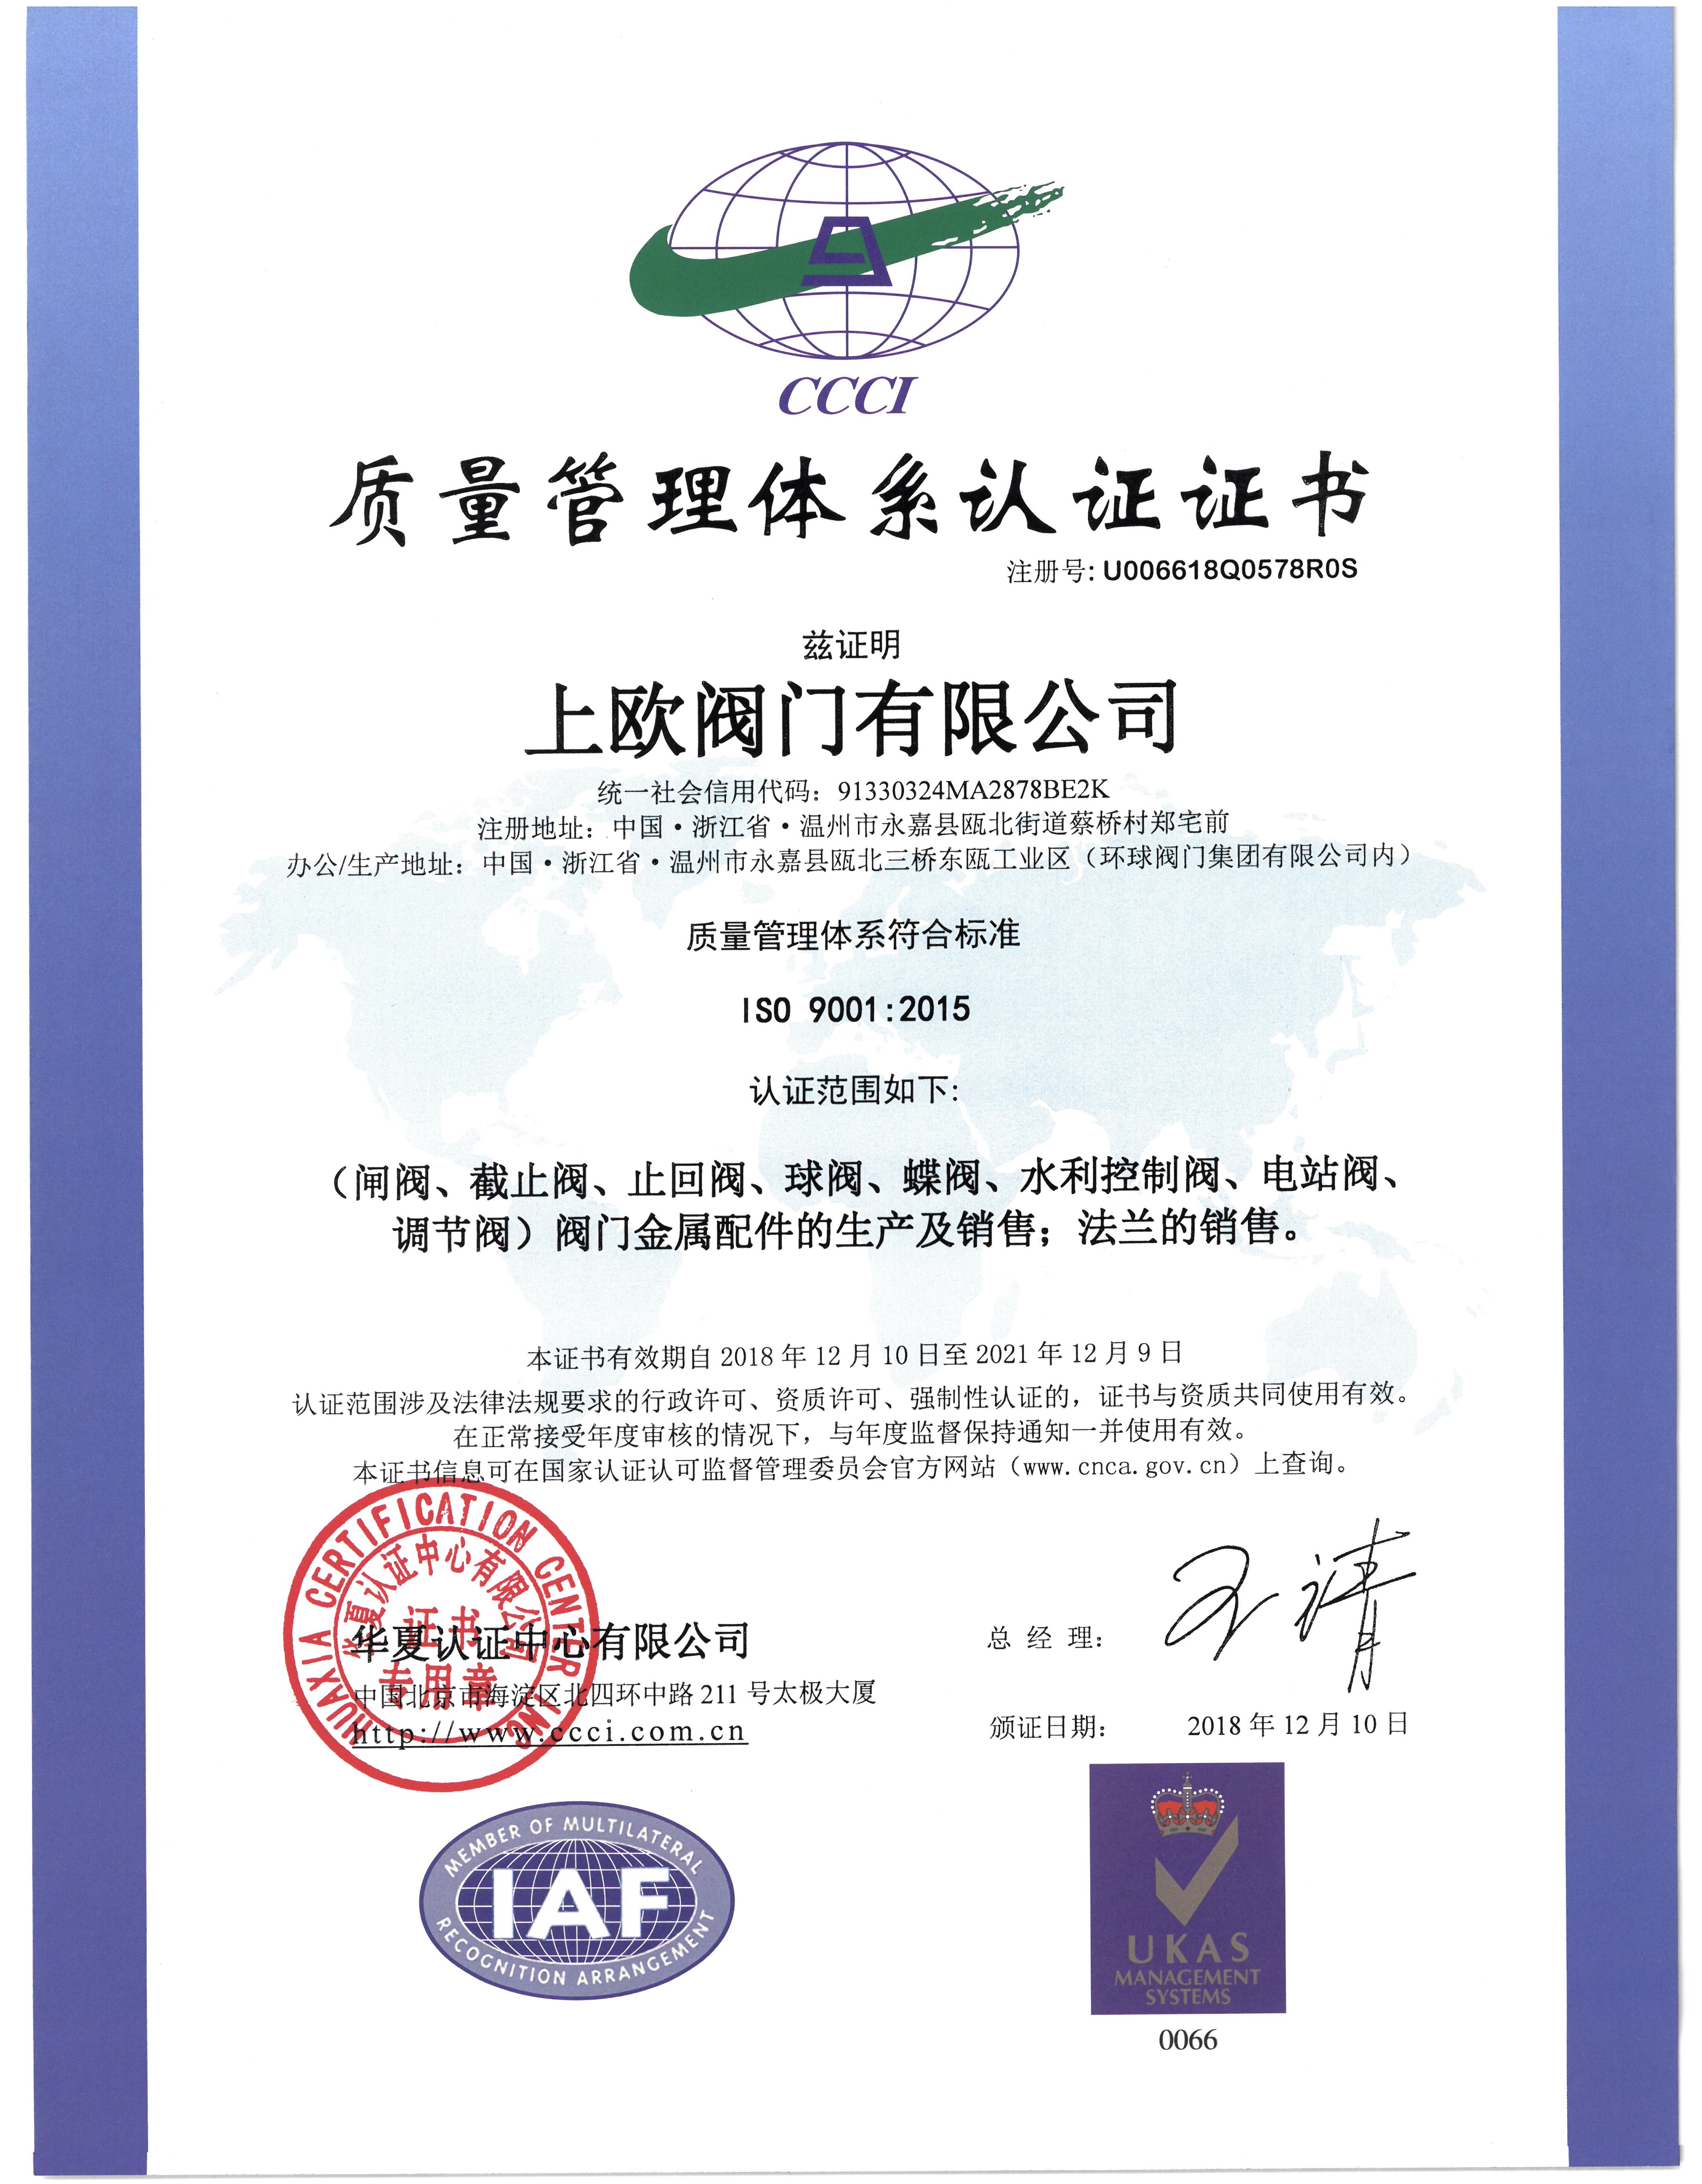 CCCI
质量管理体系认证证书
注册号: U006618Q0578R0S
兹证明
上欧阀门有限公司
统一社会信用代码：91330324MA2878BE2K
注册地址：中国·浙江省·温州市永嘉县瓯北街道蔡桥村郑宅前
办公/生产地址：中国·浙江省·温州市永嘉县瓯北三桥东瓯工业区（环球阀门集团有限公司内）
质量管理体系符合标准
ISO 9001:2015
认证范围如下:
（闸阀、截止阀、止回阀、球阀、蝶阀、水利控制阀、电站阀、
调节阀）阀门金属配件的生产及销售；法兰的销售。
本证书有效期自 2018 年 12 月 10 日至 2021 年 12 月 9 日
认证范围涉及法律法规要求的行政许可、资质许可、强制性认证的，证书与资质共同使用有效。
在正常接受年度审核的情况下，与年度监督保持通知一并使用有效。
本证书信息可在国家认证认可监督管理委员会官方网站（www.cnca.gov.cn）上查询。
HUAXIA CERTIFICATION CENTER INC.
华夏认证中心有限公司
证书
专用章
华夏认证中心有限公司
中国北京市海淀区北四环中路 211 号太极大厦
http://www.ccci.com.cn
总 经 理：
颁证日期： 2018 年 12 月 10 日
MEMBER OF MULTILATERAL
IAF
RECOGNITION ARRANGEMENT
UKAS
MANAGEMENT
SYSTEMS
0066